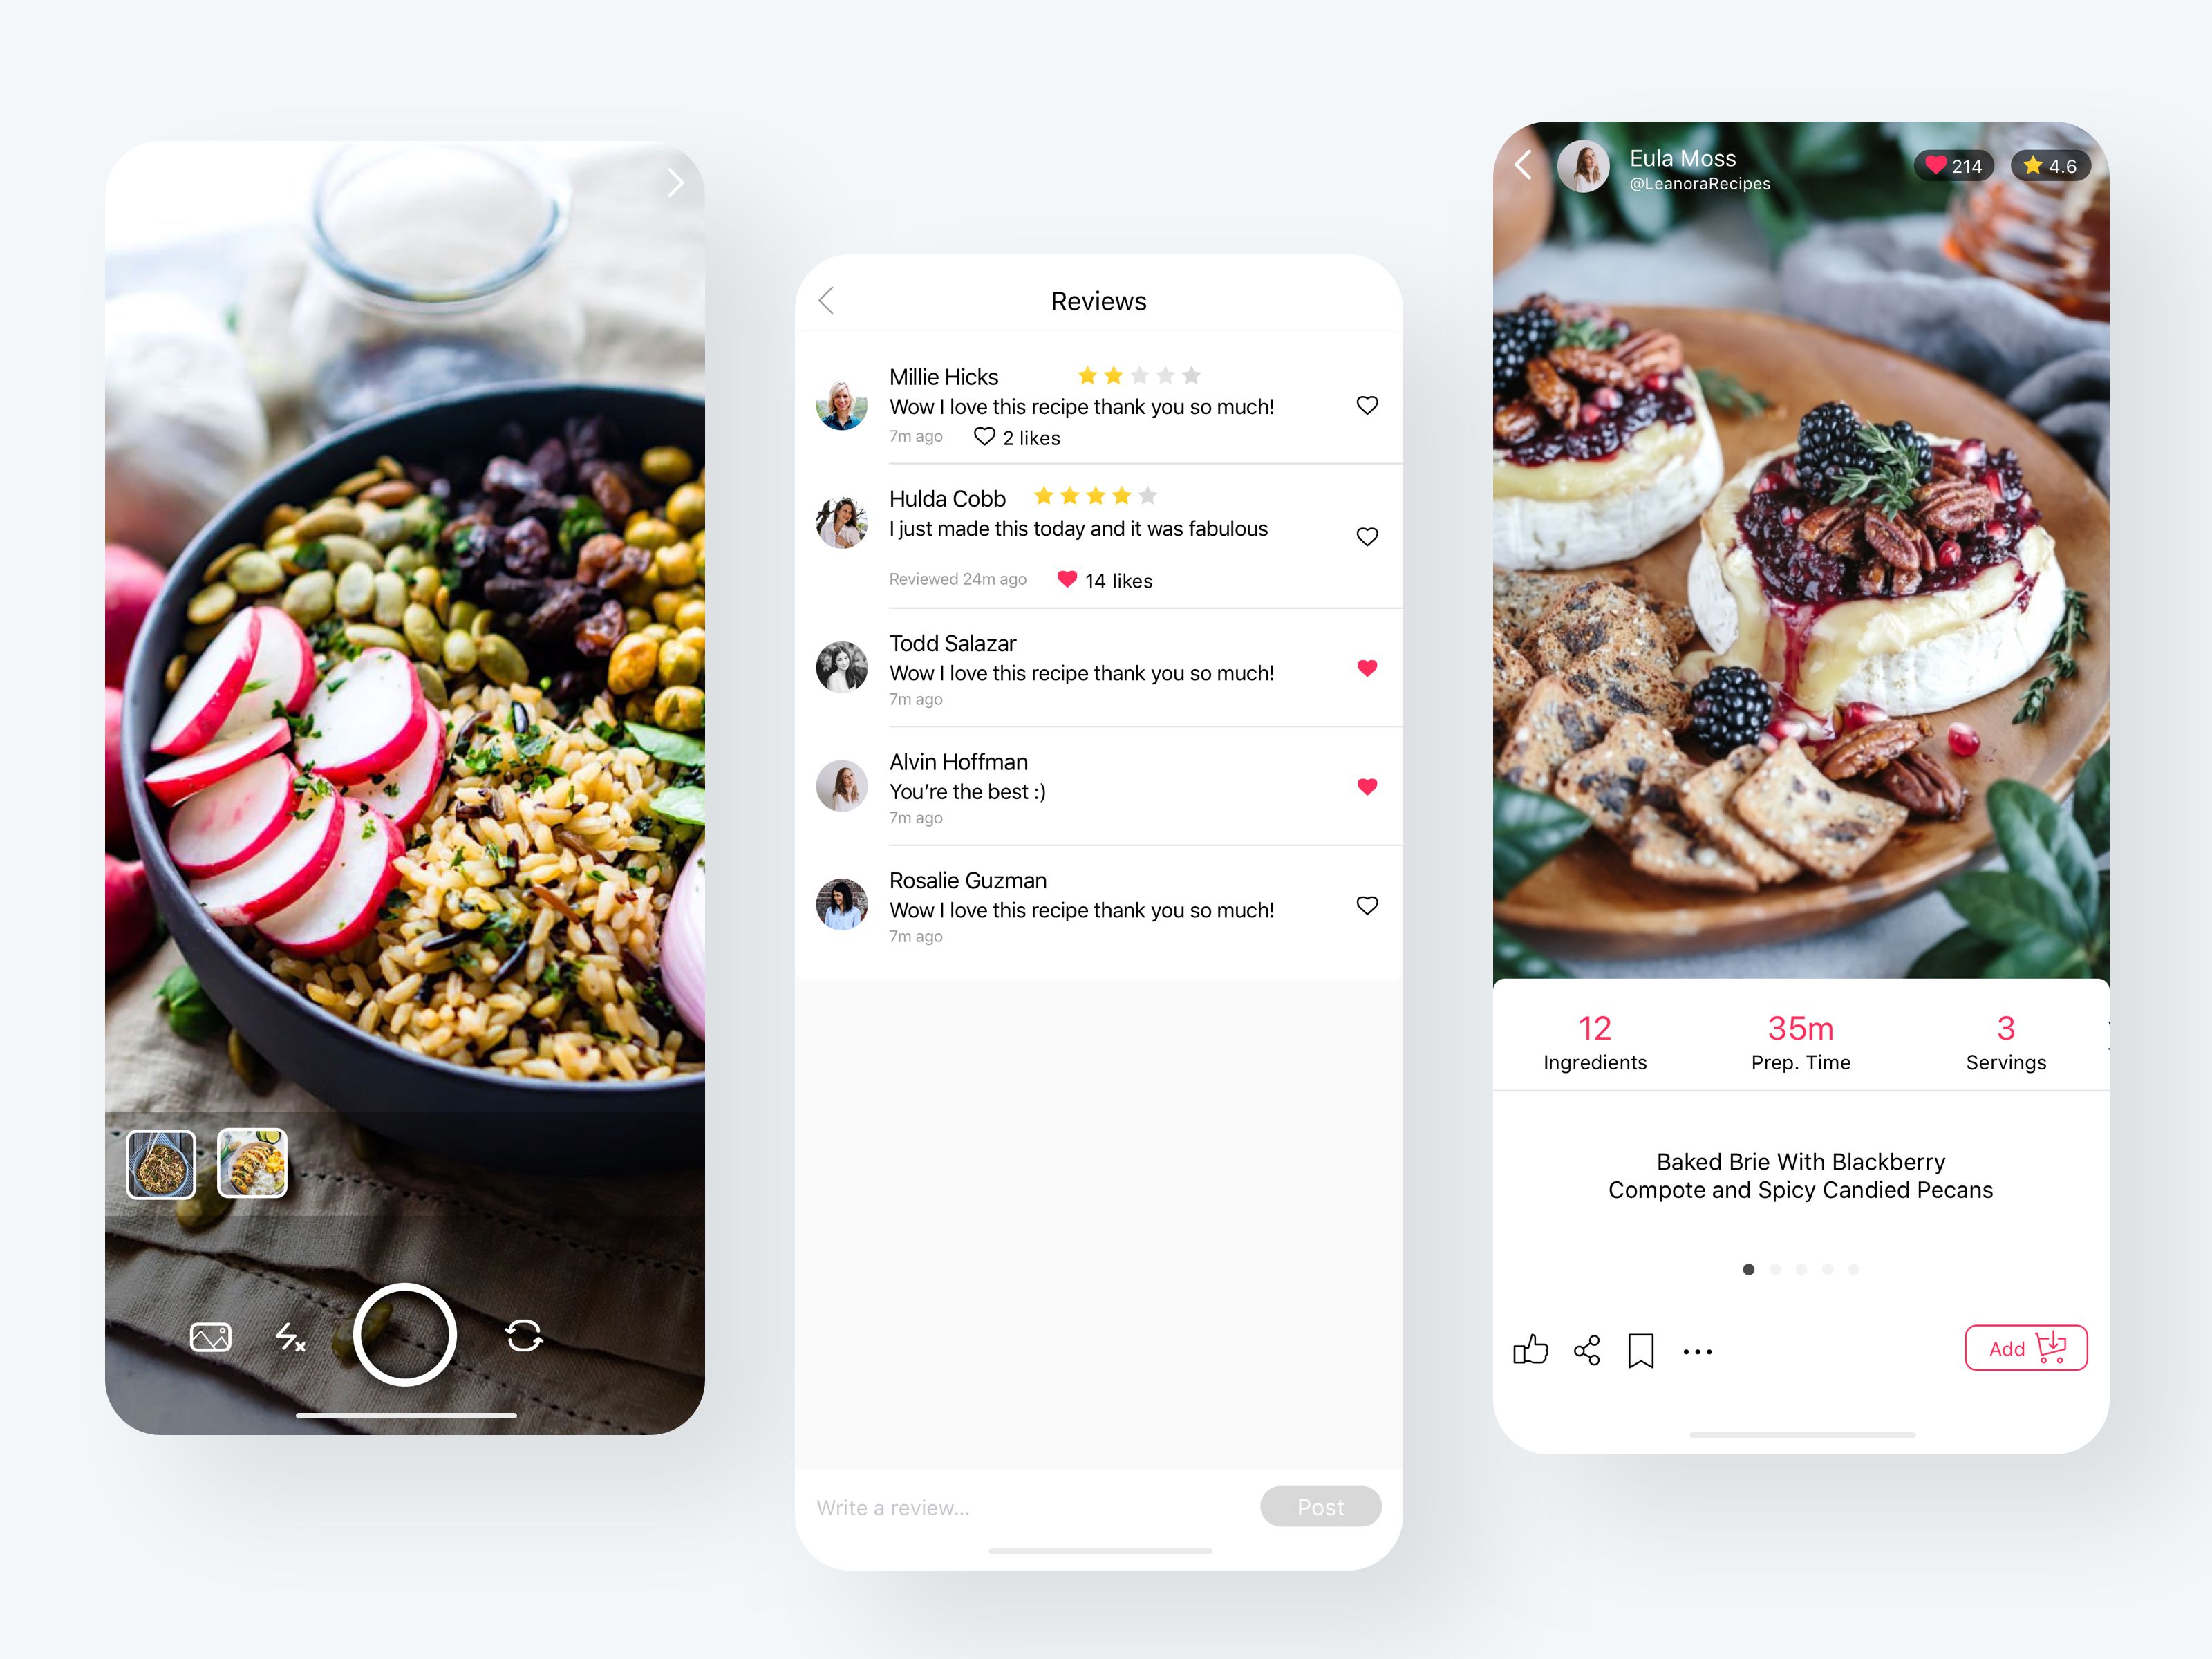 Reviews
Millie Hicks
Wow I love this recipe thank you so much!
7m ago 2 likes
Hulda Cobb
I just made this today and it was fabulous
Reviewed 24m ago 14 likes
Todd Salazar
Wow I love this recipe thank you so much!
7m ago
Alvin Hoffman
You’re the best :)
7m ago
Rosalie Guzman
Wow I love this recipe thank you so much!
7m ago
Write a review...
Post
Eula Moss
@LeanoraRecipes
214
4.6
12 35m 3
Ingredients Prep. Time Servings
Baked Brie With Blackberry
Compote and Spicy Candied Pecans
Add